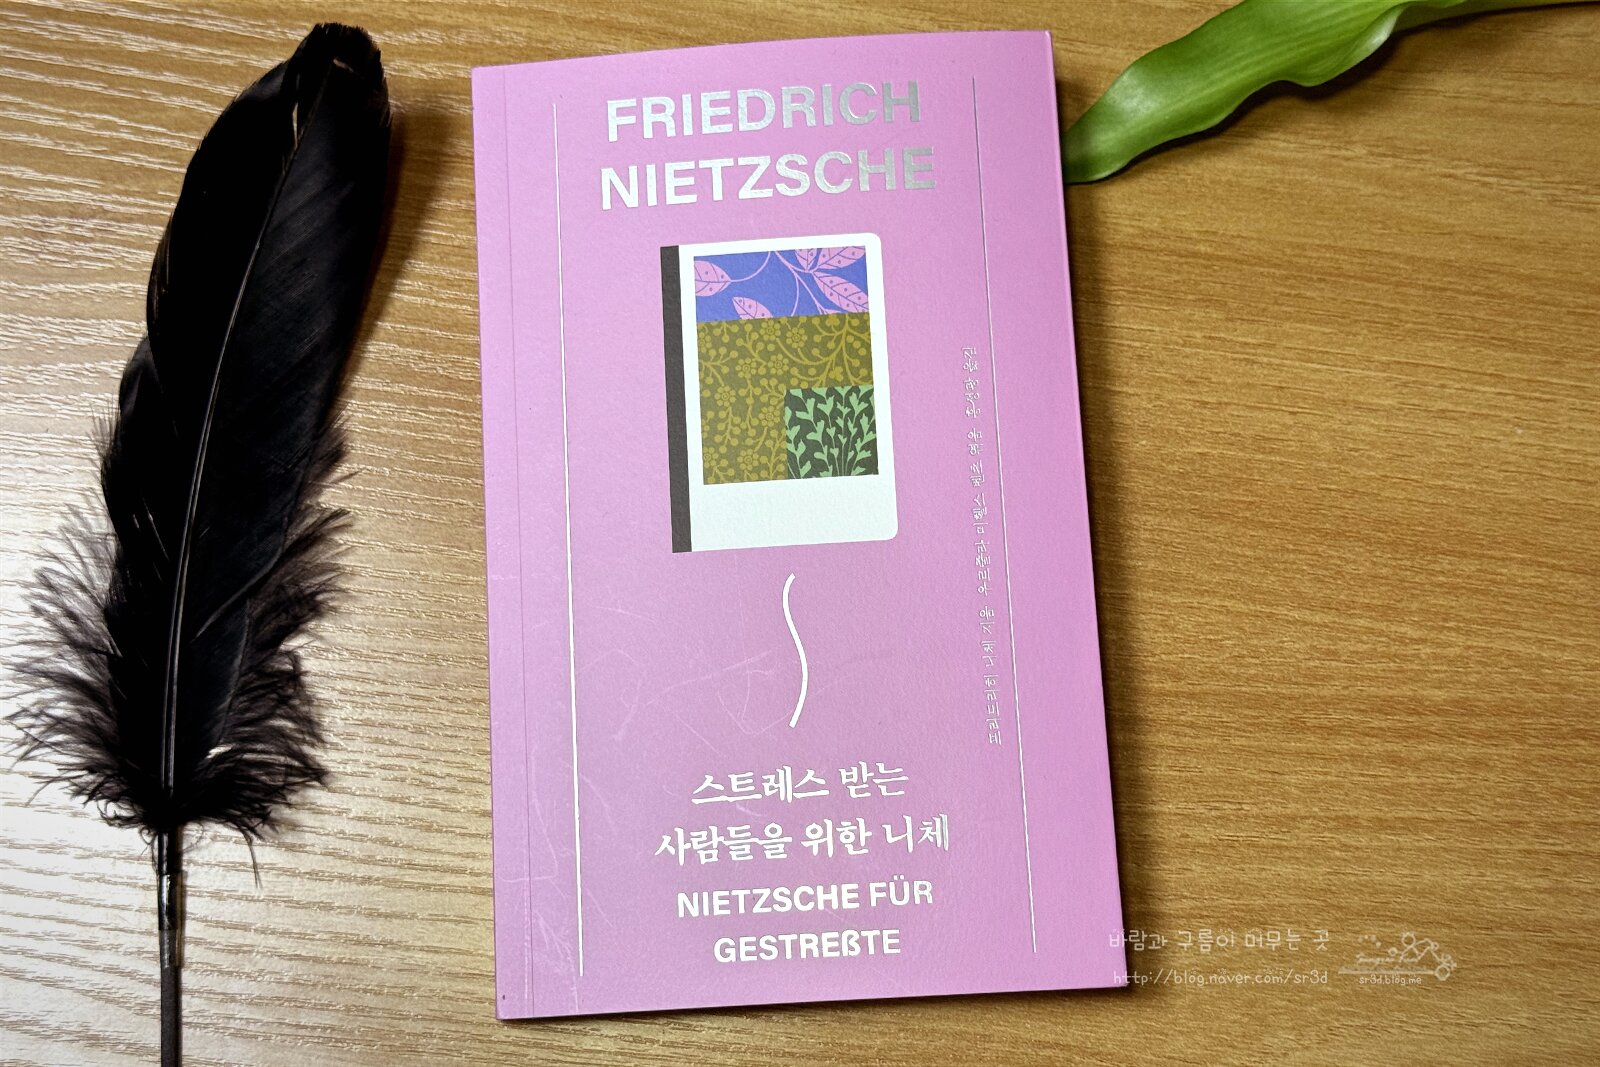 FRIEDRICH
NIETZSCHE
프리드리히 니체 지음 우르줄라 미헬스 벤츠 엮음 홍성광 옮김
스트레스 받는
사람들을 위한 니체
NIETZSCHE FÜR
GESTREßTE
바람과 구름이 머무는 곳
http://blog.naver.com/sr3d
sr3d.blog.me